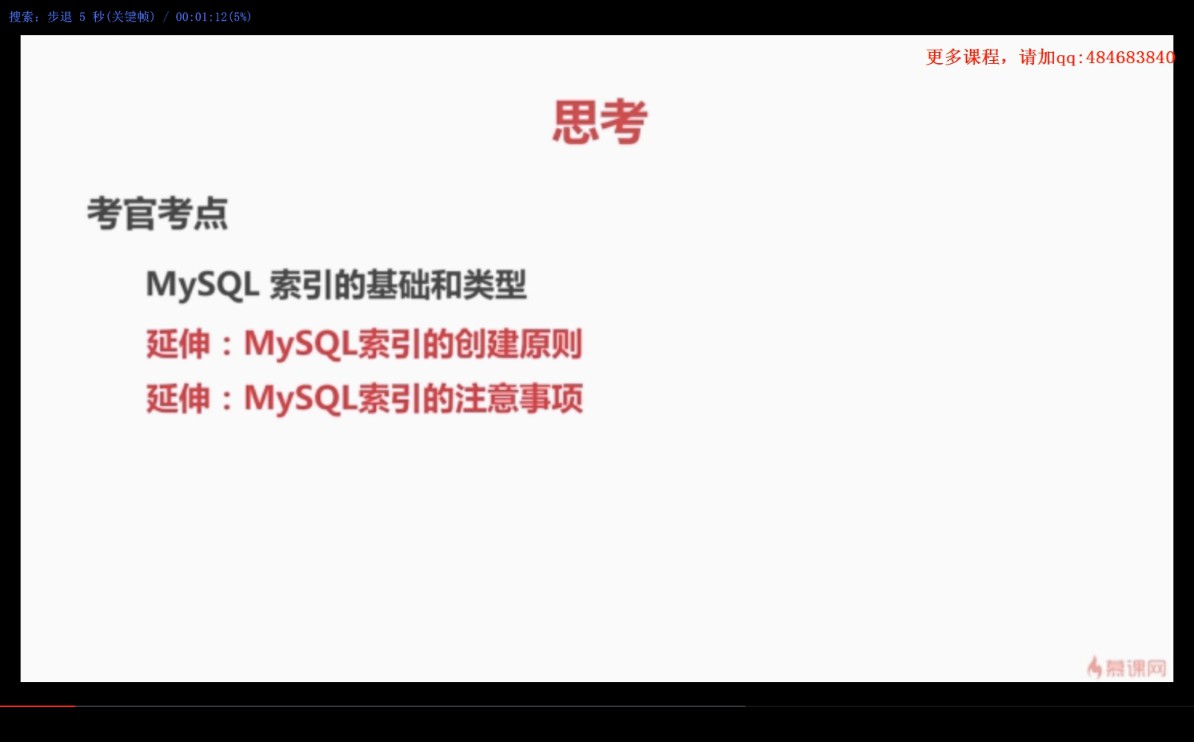 搜索: 步退 5 秒(关键帧) / 00:01:12(5%)
更多课程，请加qq:484683840
思考
考官考点
MySQL 索引的基础和类型
延伸：MySQL索引的创建原则
延伸：MySQL索引的注意事项
慕课网